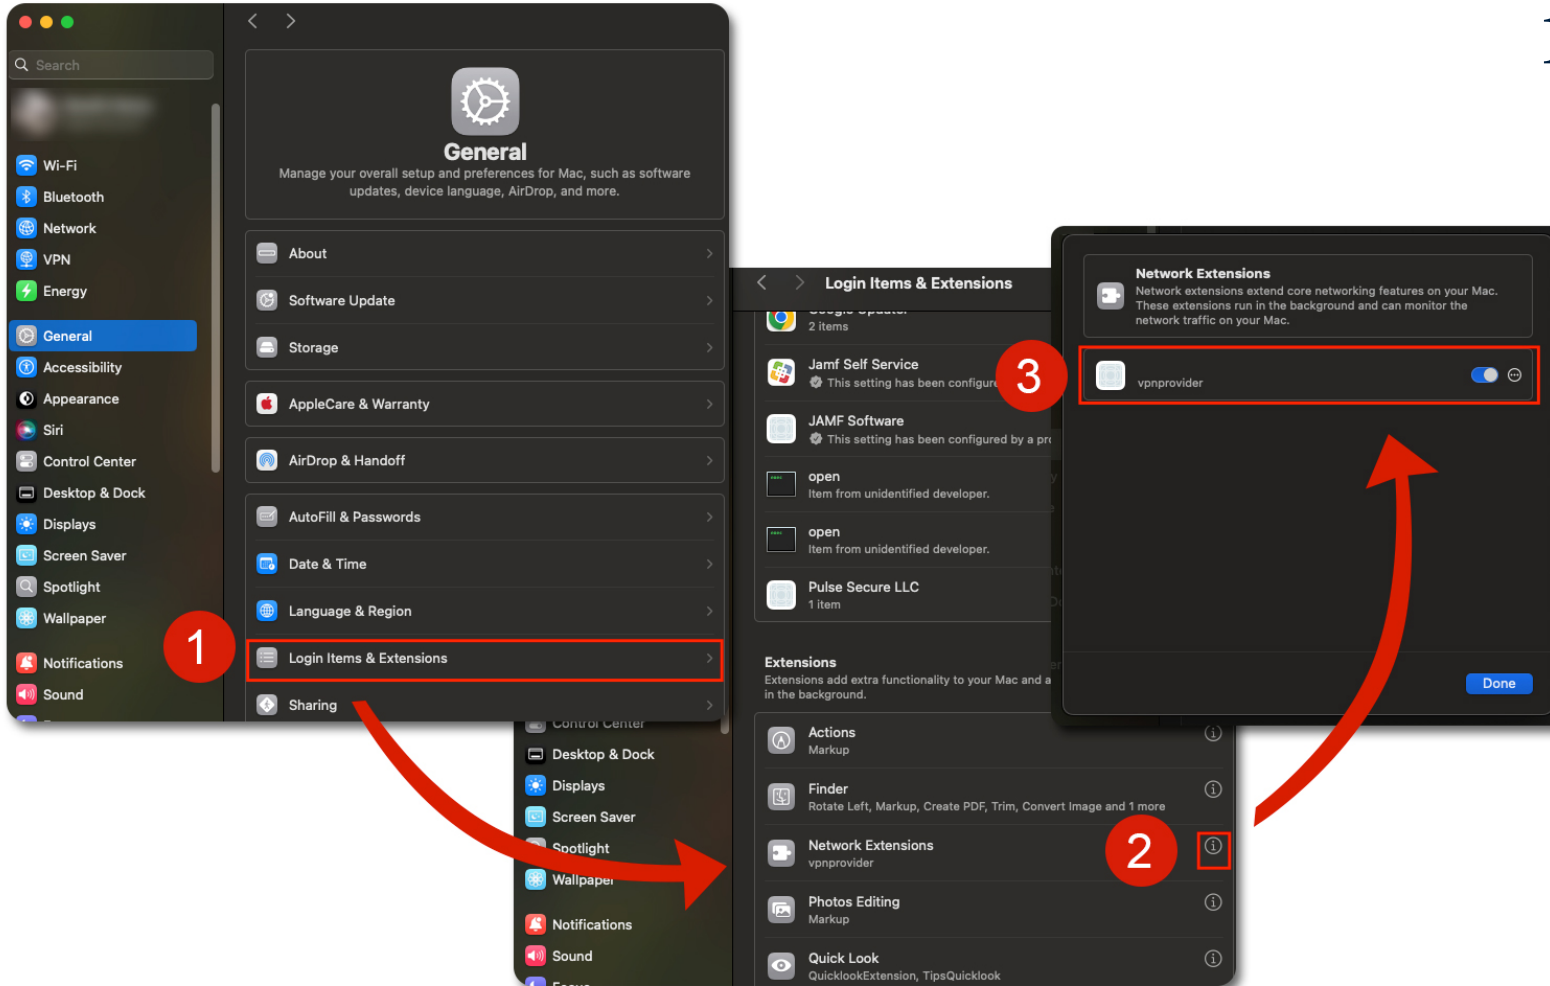 Search
Wi-Fi
Bluetooth
Network
VPN
Energy
General
Accessibility
Appearance
Siri
Control Center
Desktop & Dock
Displays
Screen Saver
Spotlight
Wallpaper
Notifications
Sound
General
Manage your overall setup and preferences for Mac, such as software
updates, device language, AirDrop, and more.
About
Software Update
Storage
AppleCare & Warranty
AirDrop & Handoff
AutoFill & Passwords
Date & Time
Language & Region
1
Login Items & Extensions
Sharing
Control Center
Desktop & Dock
Displays
Screen Saver
Spotlight
Wallpaper
Notifications
Sound
Focus
Login Items & Extensions
Google Updater
2 items
Jamf Self Service
This setting has been configure
JAMF Software
This setting has been configured by a pro
open
Item from unidentified developer.
open
Item from unidentified developer.
Pulse Secure LLC
1 item
Extensions
Extensions add extra functionality to your Mac and a
in the background.
Actions
Markup
Finder
Rotate Left, Markup, Create PDF, Trim, Convert Image and 1 more
Network Extensions
vpnprovider
2
Photos Editing
Markup
Quick Look
QuicklookExtension, TipsQuicklook
Network Extensions
Network extensions extend core networking features on your Mac.
These extensions run in the background and can monitor the
network traffic on your Mac.
3
vpnprovider
Done